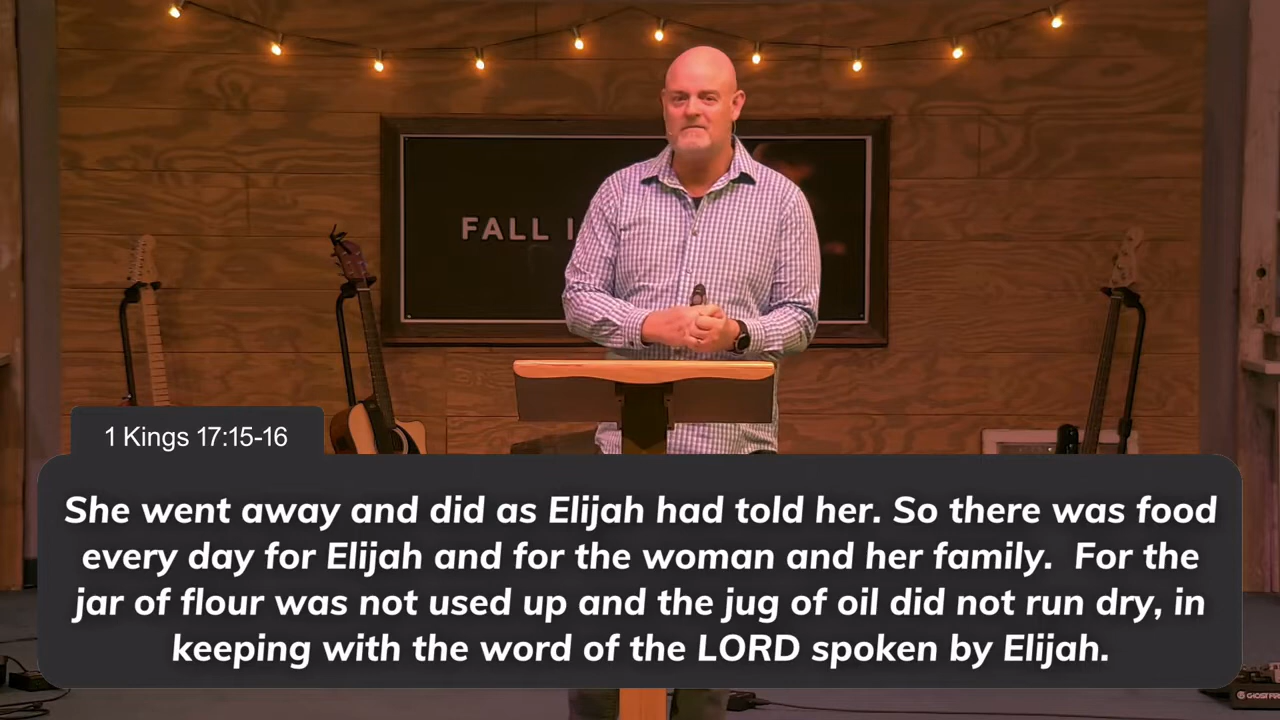 FALL I
1 Kings 17:15-16
She went away and did as Elijah had told her. So there was food
every day for Elijah and for the woman and her family. For the
jar of flour was not used up and the jug of oil did not run dry, in
keeping with the word of the LORD spoken by Elijah.